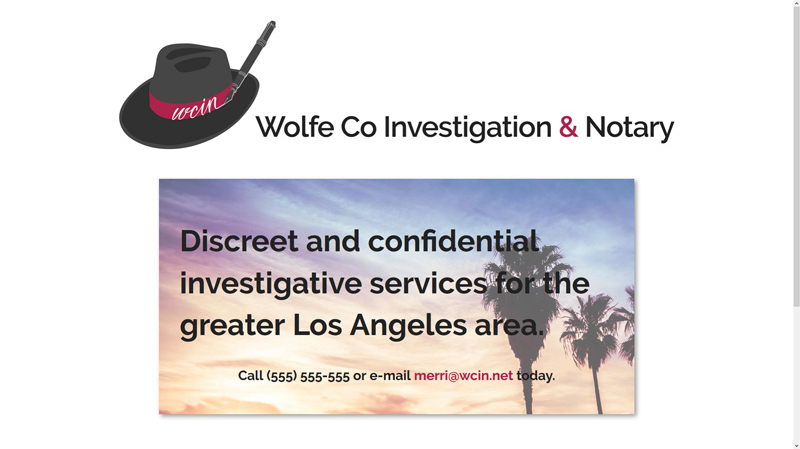 wcin
Wolfe Co Investigation & Notary
Discreet and confidential
investigative services for the
greater Los Angeles area.
Call (555) 555-555 or e-mail merri@wcin.net today.